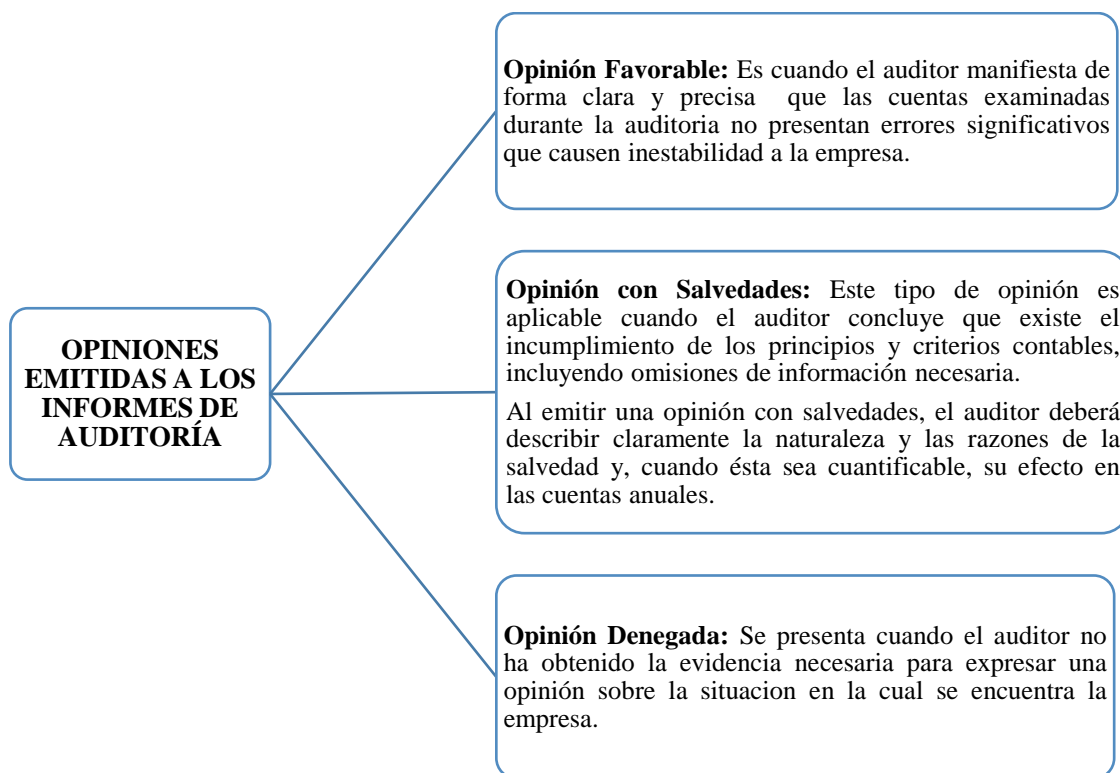 OPINIONES
EMITIDAS A LOS
INFORMES DE
AUDITORÍA
Opinión Favorable: Es cuando el auditor manifiesta de
forma clara y precisa que las cuentas examinadas
durante la auditoria no presentan errores significativos
que causen inestabilidad a la empresa.
Opinión con Salvedades: Este tipo de opinión es
aplicable cuando el auditor concluye que existe el
incumplimiento de los principios y criterios contables,
incluyendo omisiones de información necesaria.
Al emitir una opinión con salvedades, el auditor deberá
describir claramente la naturaleza y las razones de la
salvedad y, cuando ésta sea cuantificable, su efecto en
las cuentas anuales.
Opinión Denegada: Se presenta cuando el auditor no
ha obtenido la evidencia necesaria para expresar una
opinión sobre la situacion en la cual se encuentra la
empresa.